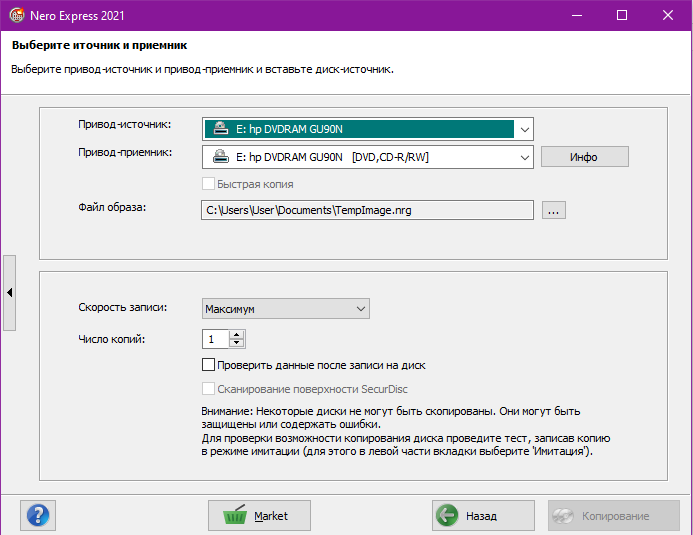 Nero Express 2021
Выберите иточник и приемник
Выберите привод-источник и привод-приемник и вставьте диск-источник.
Привод-источник: E: hp DVDRAM GU90N
Привод-приемник: E: hp DVDRAM GU90N [DVD,CD-R/RW] Инфо
Быстрая копия
Файл образа: C:\Users\User\Documents\TempImage.nrg ...
Скорость записи: Максимум
Число копий: 1
Проверить данные после записи на диск
Сканирование поверхности SecurDisc
Внимание: Некоторые диски не могут быть скопированы. Они могут быть
защищены или содержать ошибки.
Для проверки возможности копирования диска проведите тест, записав копию
в режиме имитации (для этого в левой части вкладки выберите 'Имитация').
? Market Назад Копирование